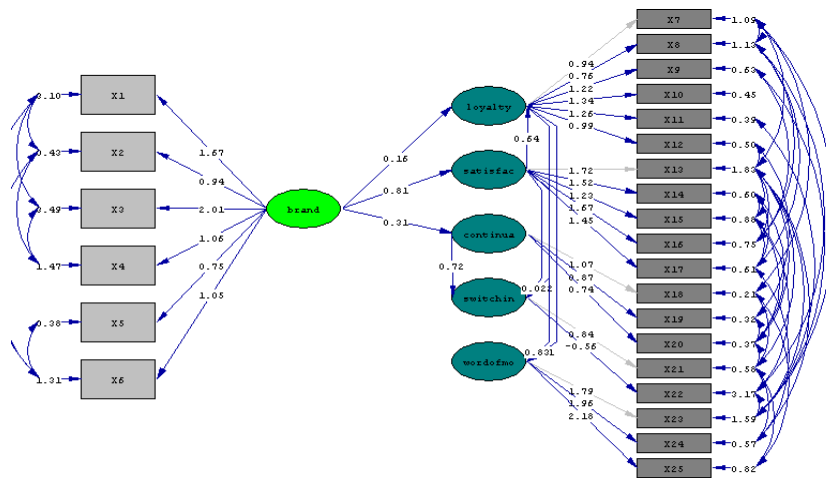 X7
1.09
X8
1.13
0.94
0.76
X9
0.63
0.10
X1
1.22
loyalty
1.34
X10
0.45
1.26
X11
0.39
0.99
0.64
X12
0.50
0.43
X2
1.67
0.16
X13
1.83
satisfac
1.72
0.94
0.81
1.52
X14
0.60
1.23
0.49
X3
2.01
brand
1.67
X15
0.88
0.31
1.45
continua
X16
0.75
1.06
1.47
X4
0.72
1.07
X17
0.61
0.75
0.87
0.022
0.74
X18
0.21
1.05
switchin
X19
0.32
0.38
X5
0.84
-0.56
X20
0.37
0.831
wordofmo
X21
0.58
1.31
X6
1.79
X22
3.17
1.96
2.18
X23
1.59
X24
0.57
X25
0.82